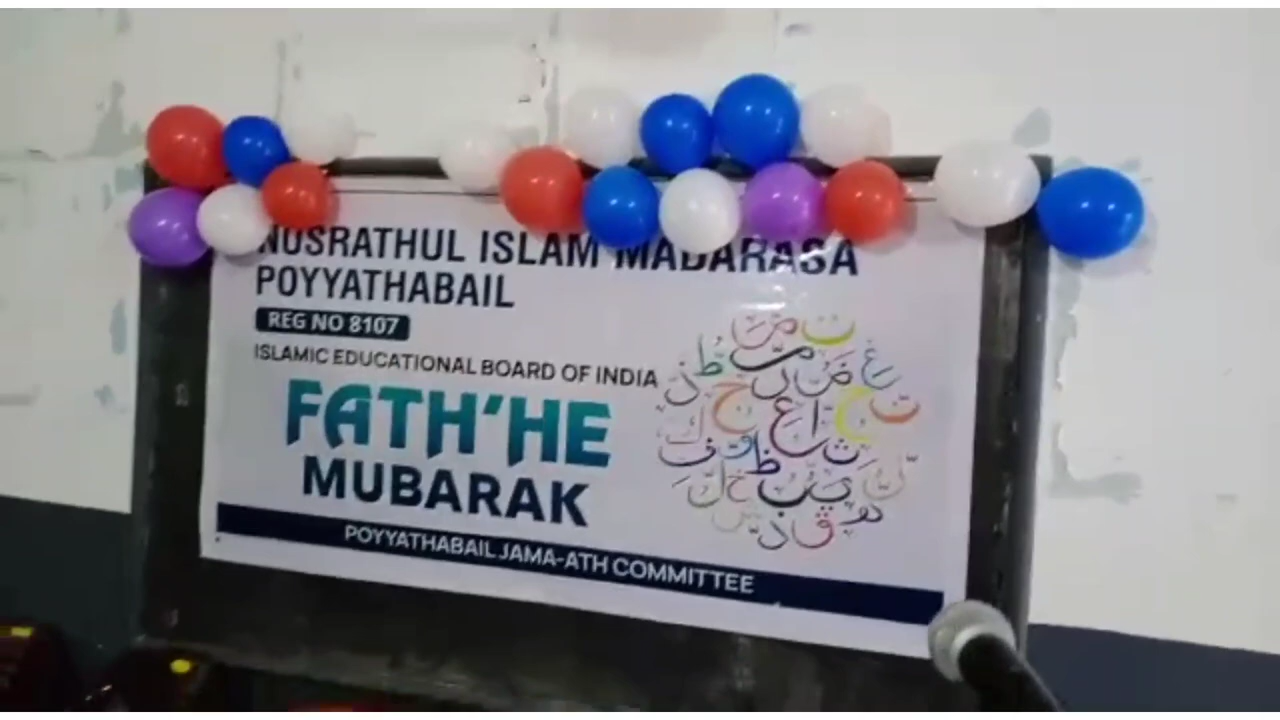 NUSRATHUL ISLAM MADARASA
POYYATHABAIL
REG NO 8107
ISLAMIC EDUCATIONAL BOARD OF INDIA
FATH'HE
MUBARAK
POYYATHABAIL JAMA-ATH COMMITTEE